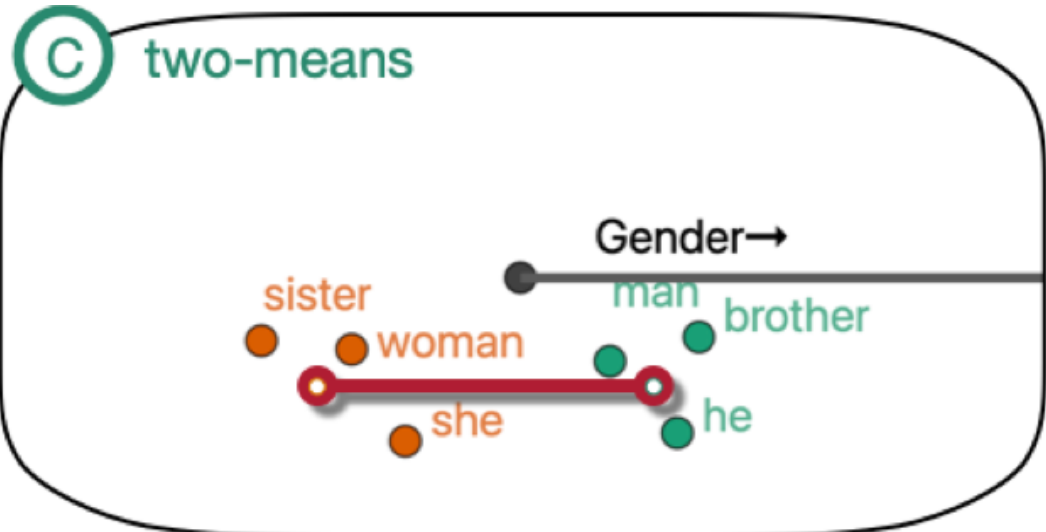 C two-means
Gender→
sister
man
brother
woman
she
he